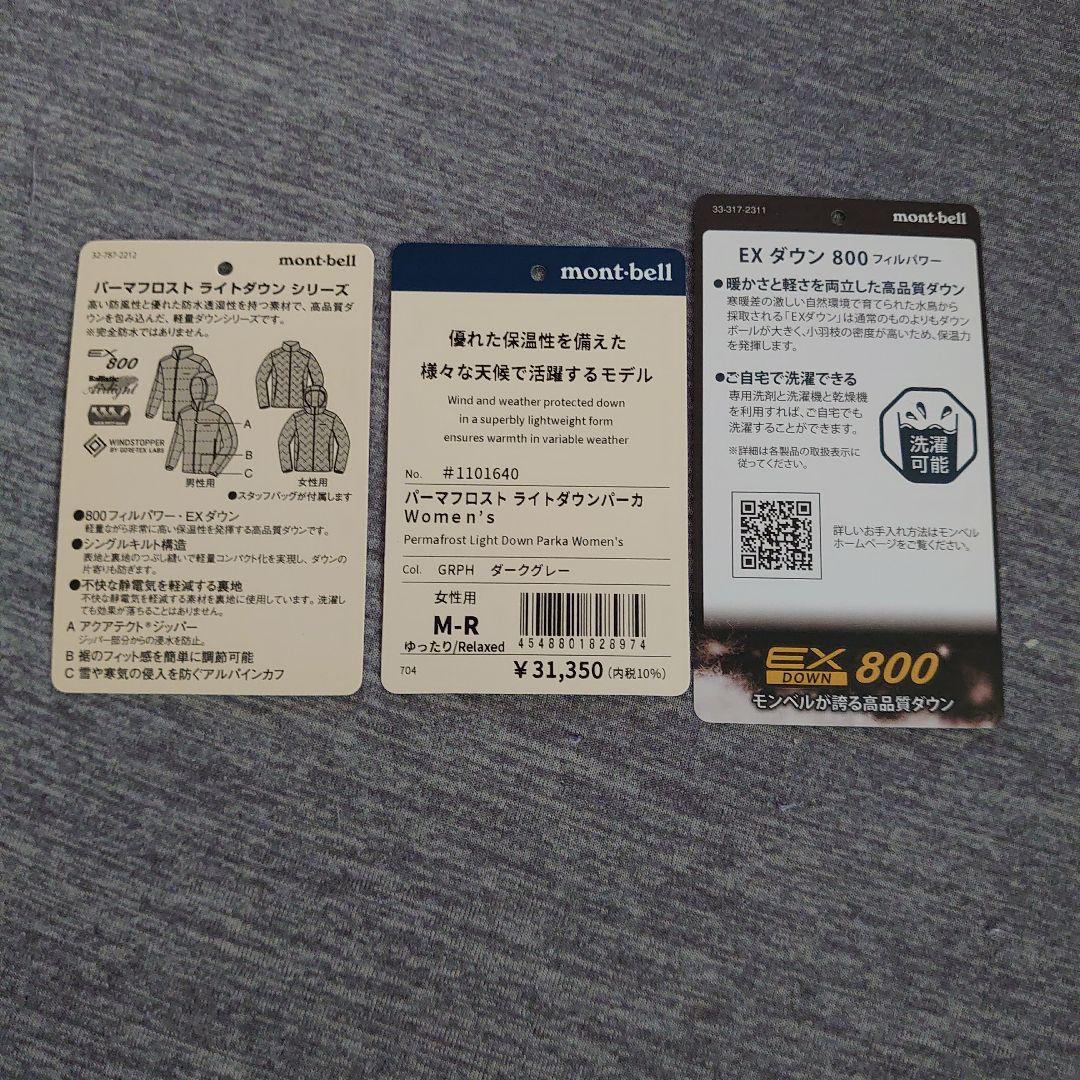 32-787-2212
mont·bell
パーマフロスト ライトダウン シリーズ
高い防風性と優れた防水透湿性を持つ素材で、高品質ダ
ウンを包み込んだ、軽量ダウンシリーズです。
※完全防水ではありません。
EX 800
Ballistic
Airlight
WINDSTOPPER
BY GORE-TEX LABS
A
B
C
男性用
女性用
●スタッフバッグが付属します
●800フィルパワー・EXダウン
軽量ながら非常に高い保温性を発揮する高品質ダウンです。
●シングルキルト構造
表地と裏地のつぶし縫いで軽量コンパクト化を実現し、ダウンの
片寄りも防ぎます。
●不快な静電気を軽減する裏地
不快な静電気を軽減する素材を裏地に使用しています。洗濯し
ても効果が落ちることはありません。
A アクアテクト®ジッパー
ジッパー部分からの浸水を防止。
B 裾のフィット感を簡単に調節可能
C 雪や寒気の侵入を防ぐアルパインカフ
mont·bell
優れた保温性を備えた
様々な天候で活躍するモデル
Wind and weather protected down
in a superbly lightweight form
ensures warmth in variable weather
No. #1101640
パーマフロスト ライトダウンパーカ
Women's
Permafrost Light Down Parka Women's
Col. GRPH ダークグレー
女性用
M-R
ゆったり/Relaxed
4548801828974
704
¥31,350(内税10%)
33-317-2311
mont·bell
EX ダウン 800 フィルパワー
●暖かさと軽さを両立した高品質ダウン
寒暖差の激しい自然環境で育てられた水鳥から
採取される「EXダウン」は通常のものよりもダウン
ボールが大きく、小羽枝の密度が高いため、保温力
を発揮します。
●ご自宅で洗濯できる
専用洗剤と洗濯機と乾燥機
を利用すれば、ご自宅でも
洗濯することができます。
※詳細は各製品の取扱表示に
従ってください。
洗濯
可能
詳しいお手入れ方法はモンベル
ホームページをご覧ください。
EX
DOWN
800
モンベルが誇る高品質ダウン